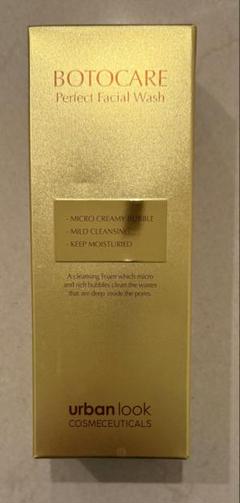 BOTOCARE
Perfect Facial Wash
- MICRO CREAMY BUBBLE
- MILD CLEANSING
- KEEP MOISTURIED
A cleansing foam which micro
and rich bubbles clean the wastes
that are deep inside the pores.
urban look
COSMECEUTICALS